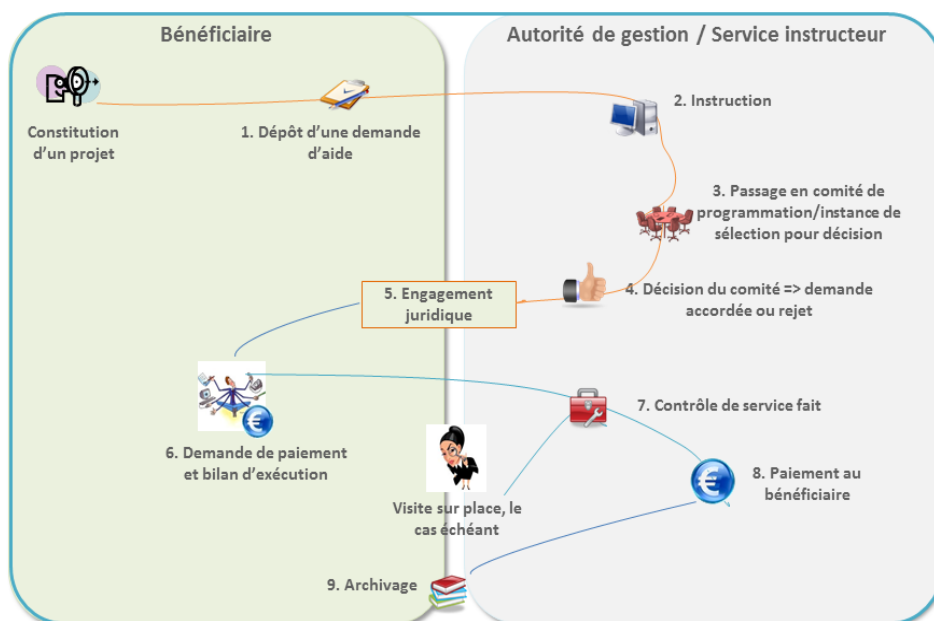 Bénéficiaire
Autorité de gestion / Service instructeur
Constitution
d'un projet
1. Dépôt d'une demande
d'aide
2. Instruction
3. Passage en comité de
programmation/instance de
sélection pour décision
4. Décision du comité => demande
accordée ou rejet
5. Engagement
juridique
6. Demande de paiement
et bilan d'exécution
7. Contrôle de service fait
Visite sur place, le
cas échéant
8. Paiement au
bénéficiaire
9. Archivage